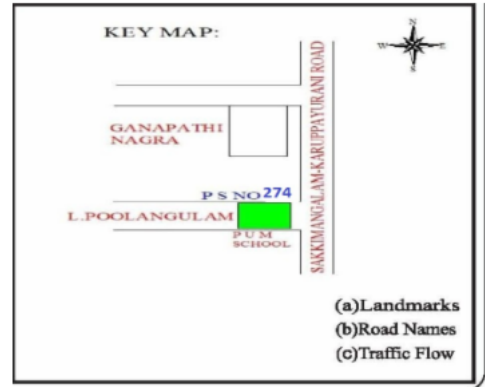 KEY MAP:
N
W
E
S
SAKKIMANGALAM-KARUPPAYURANI ROAD
GANAPATHI
NAGRA
P S NO 274
L.POOLANGULAM
P U M
SCHOOL
(a)Landmarks
(b)Road Names
(c)Traffic Flow